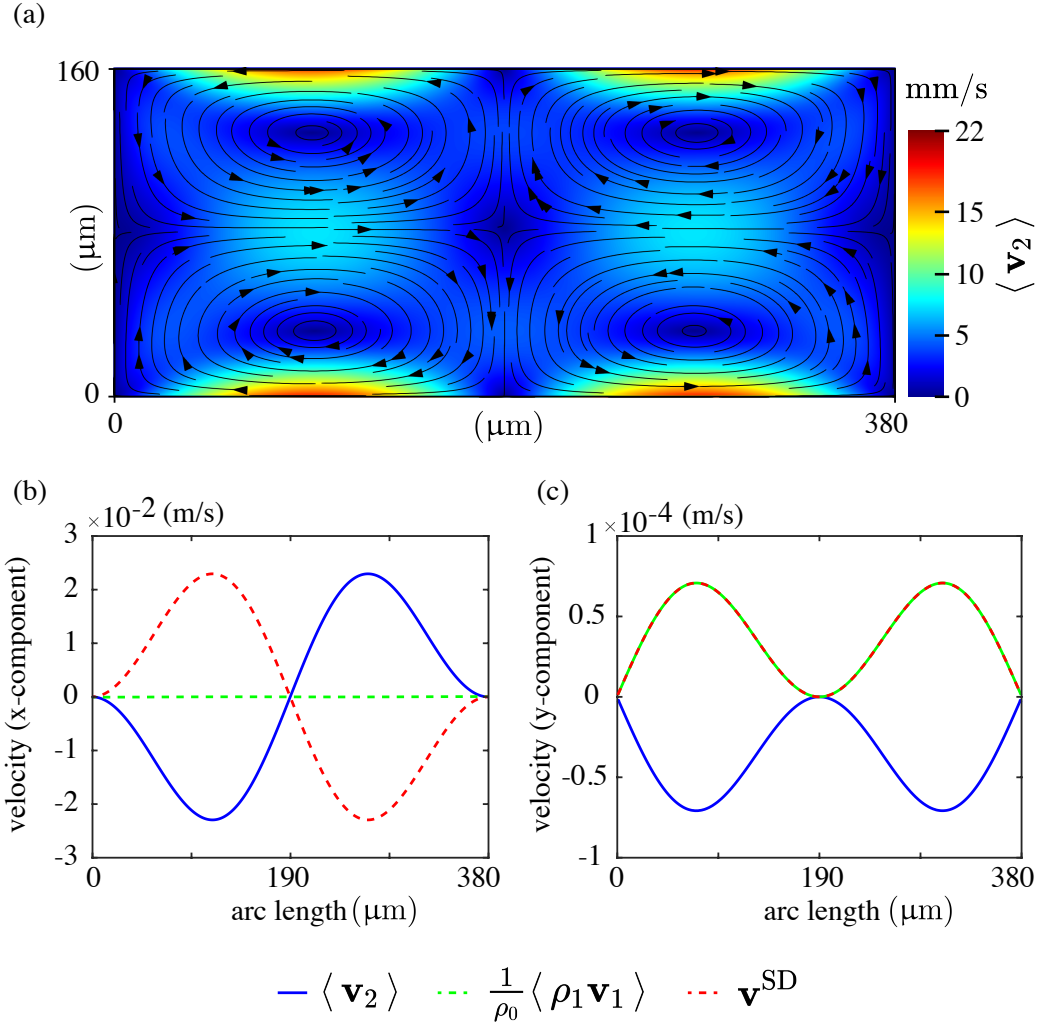 (a)
160
(μm)
0
0
(μm)
380
mm/s
22
15
10
5
0
⟨ v₂ ⟩
(b)
×10⁻² (m/s)
velocity (x-component)
3
2
1
0
-1
-2
-3
0
190
380
arc length (μm)
(c)
×10⁻⁴ (m/s)
velocity (y-component)
1
0.5
0
-0.5
-1
0
190
380
arc length (μm)
⟨ v₂ ⟩ 1/ρ₀ ⟨ ρ₁v₁ ⟩ v^SD